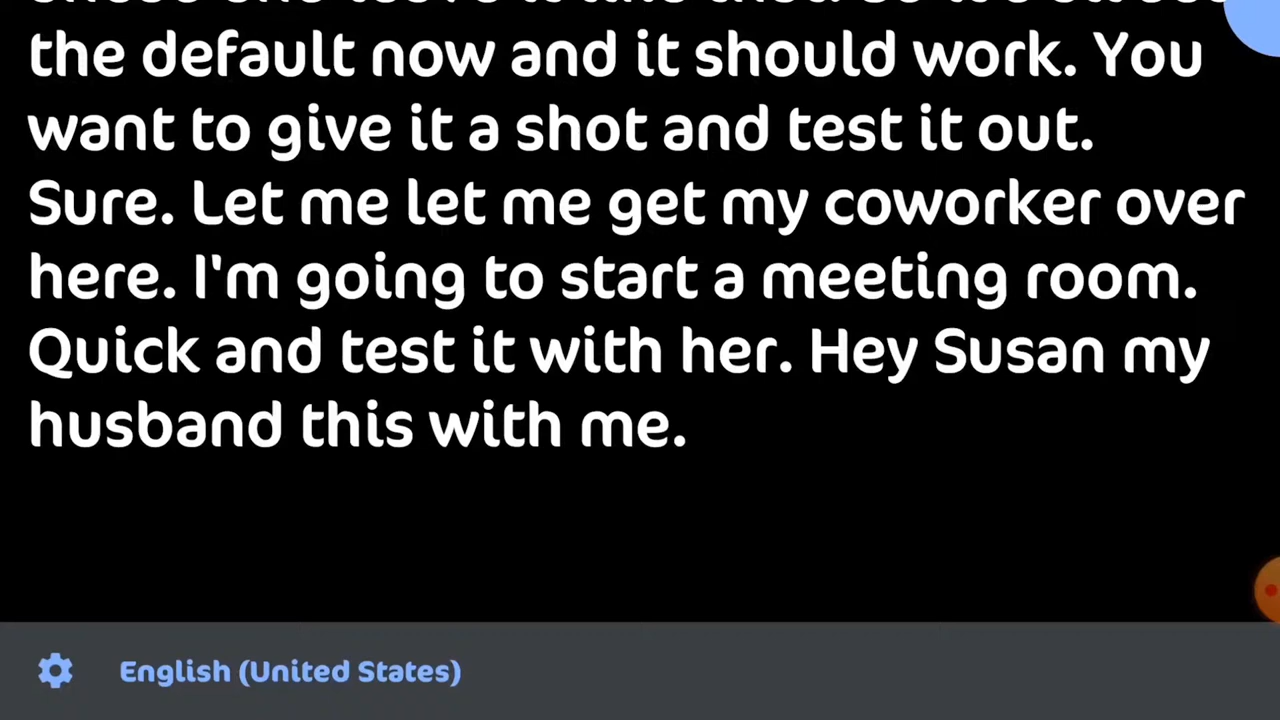 the default now and it should work. You
want to give it a shot and test it out.
Sure. Let me let me get my coworker over
here. I'm going to start a meeting room.
Quick and test it with her. Hey Susan my
husband this with me.
English (United States)